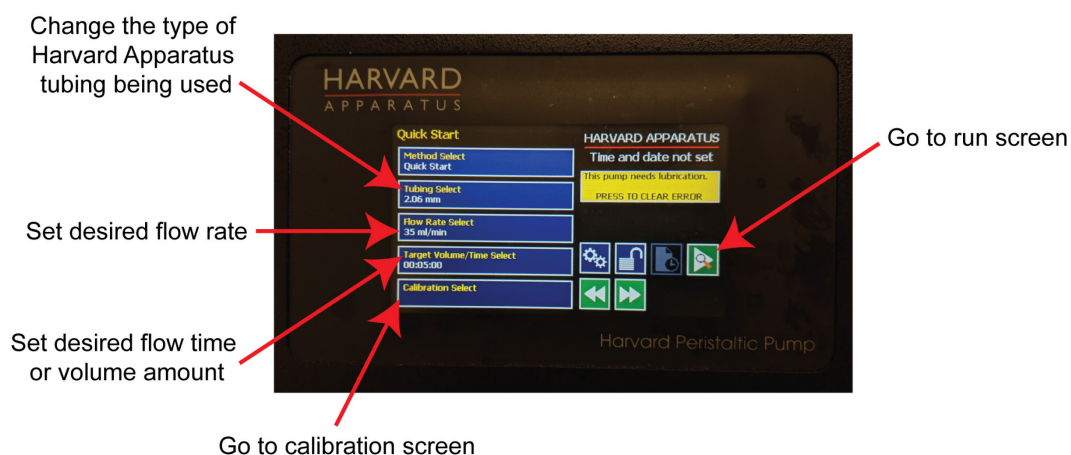 Change the type of
Harvard Apparatus
tubing being used
HARVARD
APPARATUS
Quick Start
HARVARD APPARATUS
Time and date not set
Method Select
Quick Start
This pump needs lubrication.
PRESS TO CLEAR ERROR
Tubing Select
2.06 mm
Flow Rate Select
35 ml/min
Target Volume/Time Select
00:05:00
Calibration Select
Harvard Peristaltic Pump
Go to run screen
Set desired flow rate
Set desired flow time
or volume amount
Go to calibration screen